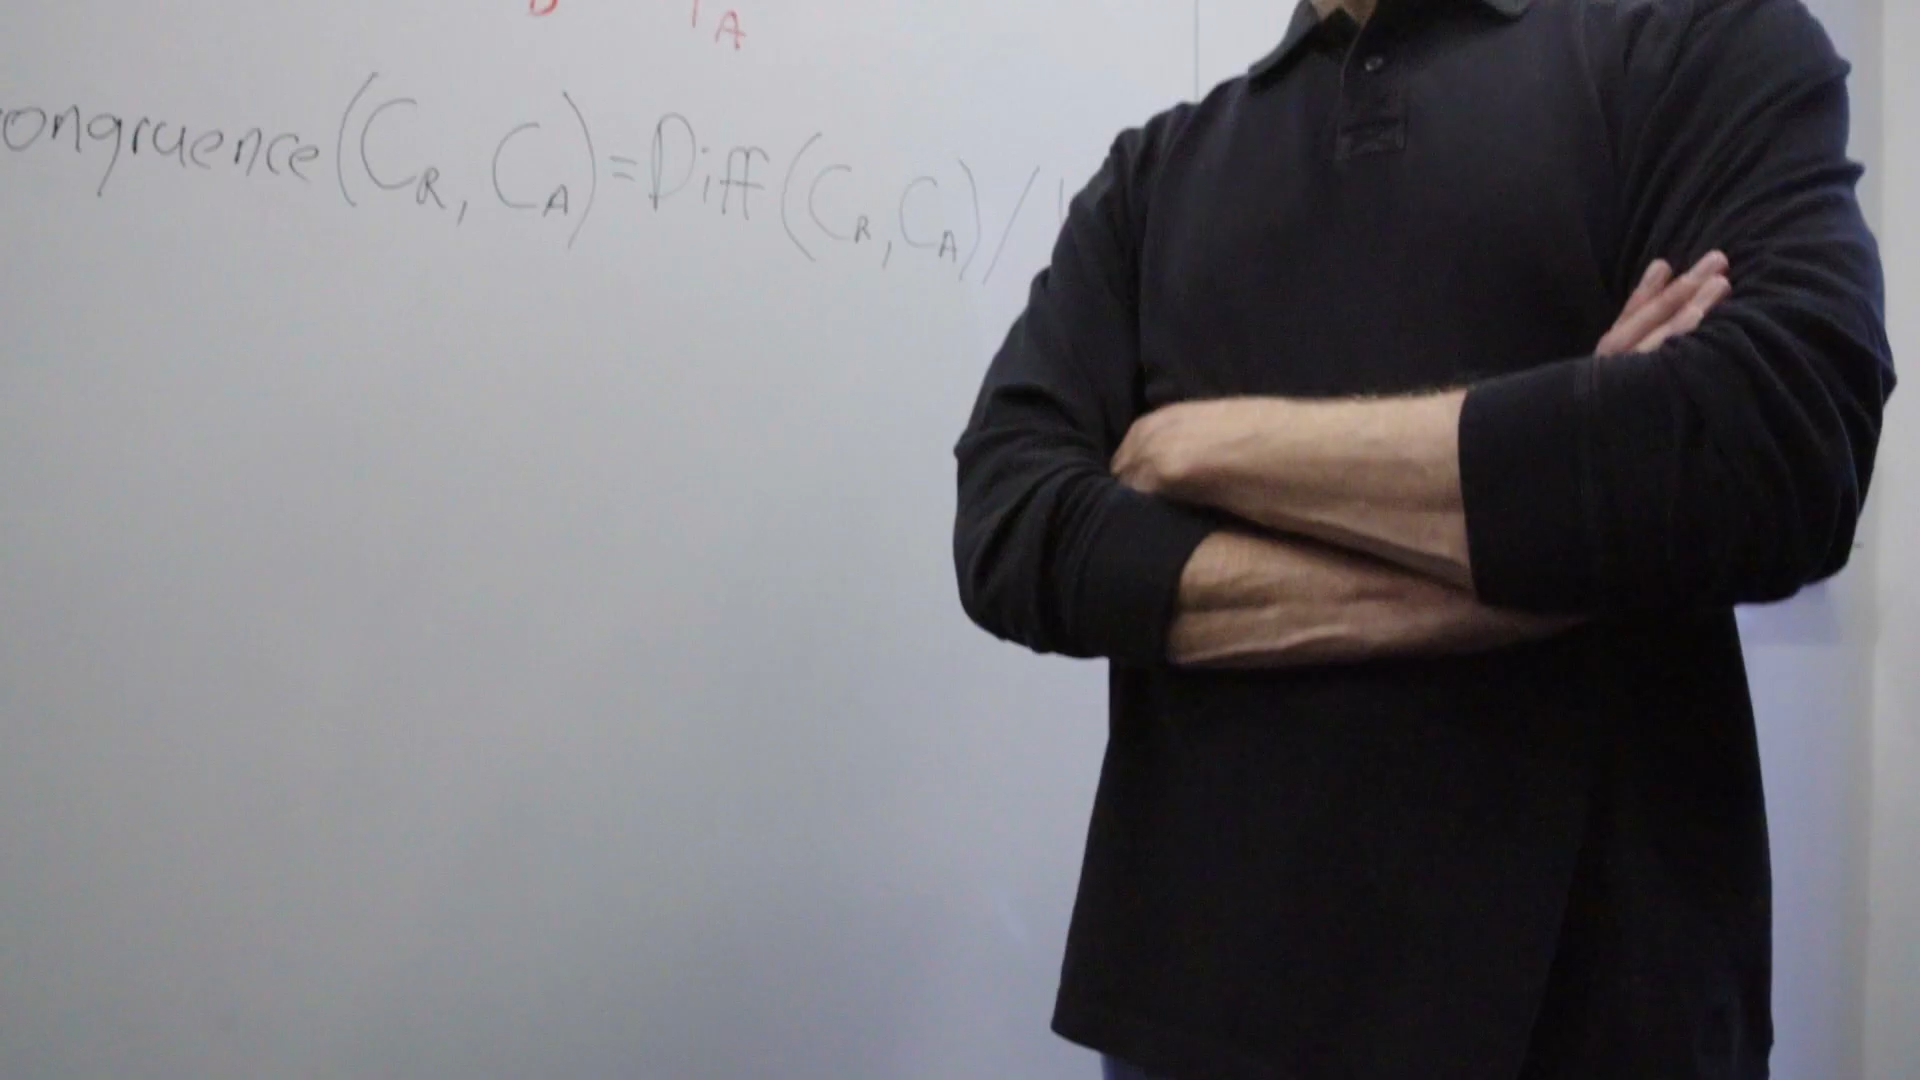 A
ongruence(C_R, C_A) = Diff(C_R, C_A)/